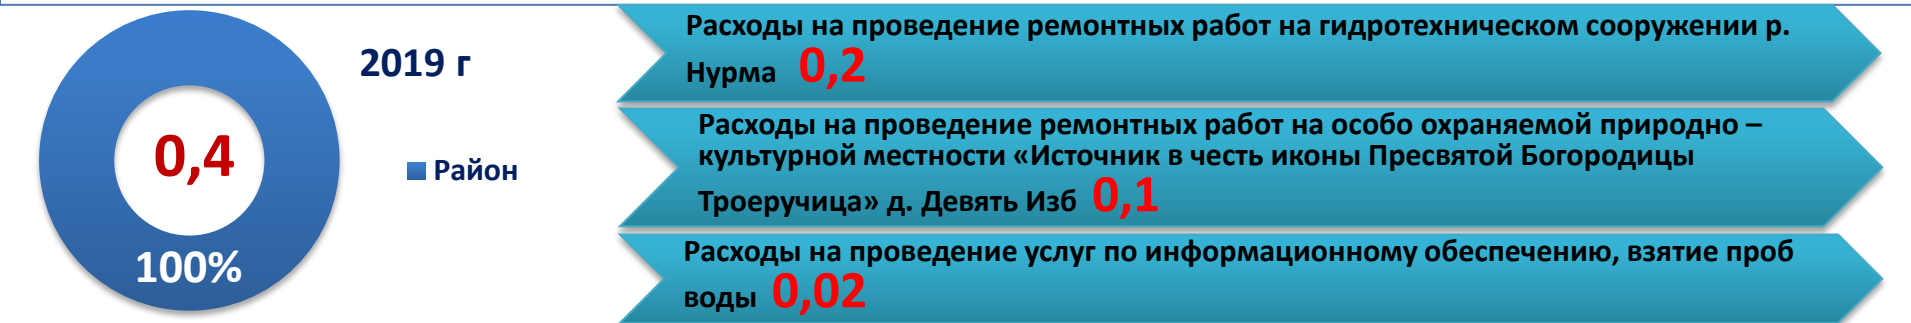 2019 г
0,4
100%
Район
Расходы на проведение ремонтных работ на гидротехническом сооружении р.
Нурма 0,2
Расходы на проведение ремонтных работ на особо охраняемой природно –
культурной местности «Источник в честь иконы Пресвятой Богородицы
Троеручица» д. Девять Изб 0,1
Расходы на проведение услуг по информационному обеспечению, взятие проб
воды 0,02